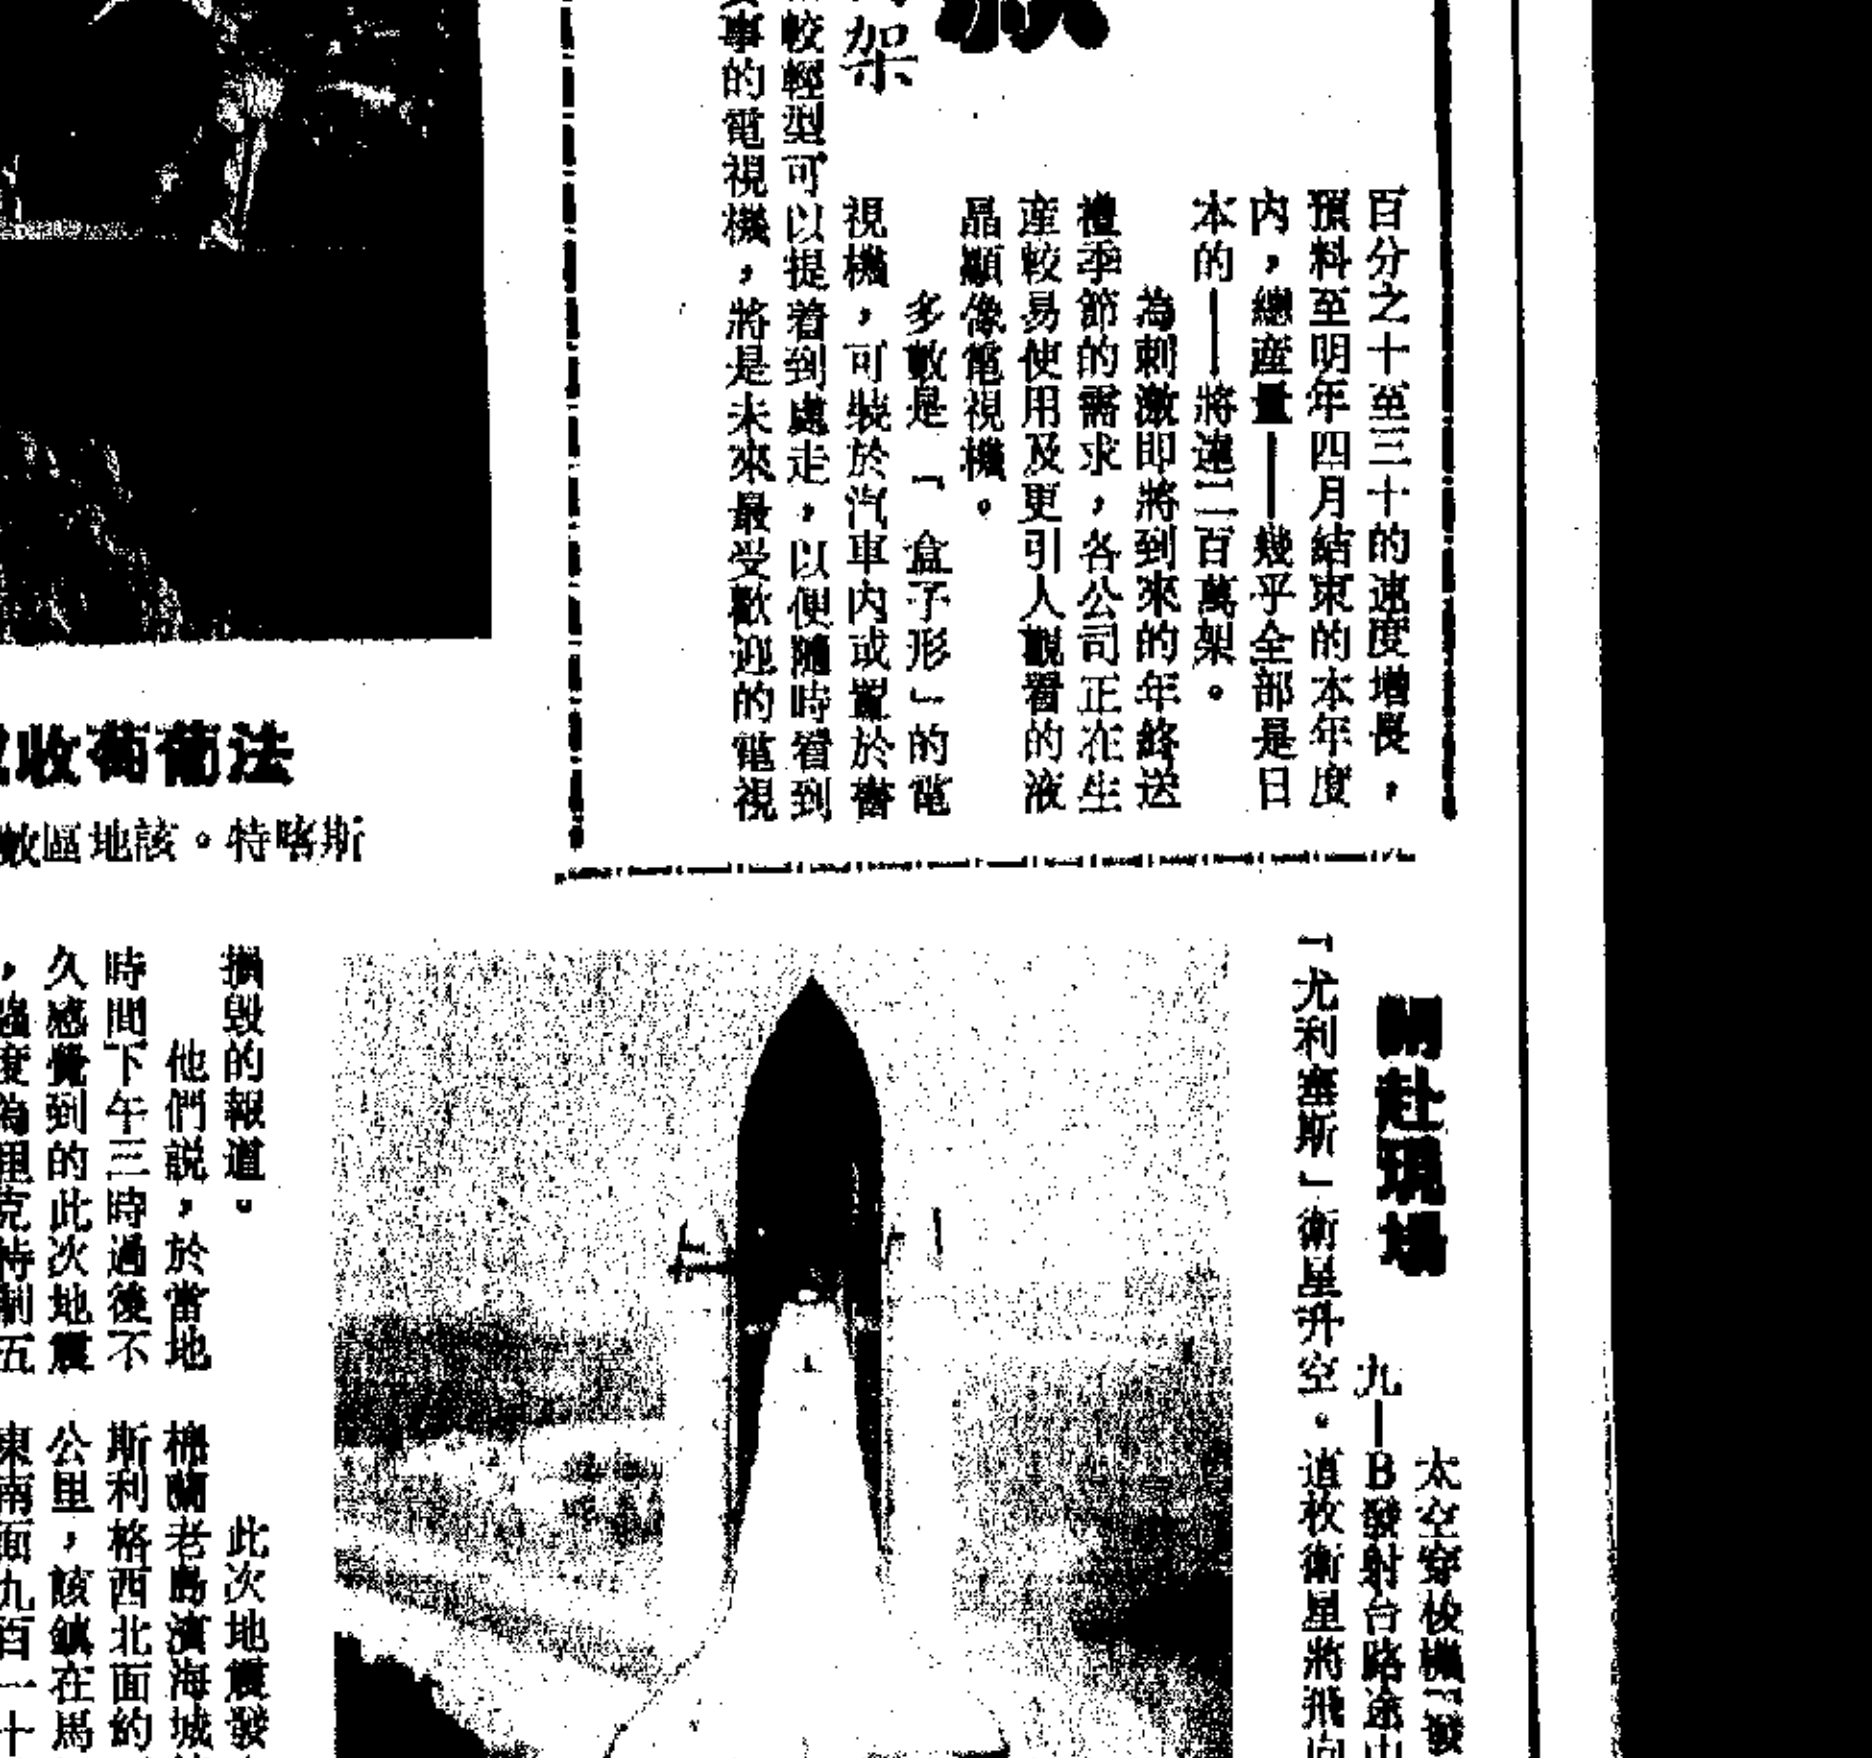 架
百分之十至三十的速度增長，
預料至明年四月結束的本年度
內，總產量——幾乎全部是日
本的——將達二百萬架。
為刺激即將到來的年終送
禮季節的需求，各公司正在生
產較易使用及更引人觀看的液
晶顯像電視機。
多數是「盒子形」的電
視機，可裝於汽車內或置於書
較輕型可以提着到處走，以便隨時看到
事的電視機，將是未來最受歡迎的電視
收葡萄法
區地該。特喀斯
開赴現場
太空穿梭機「發
九—B發射台路途中
「尤利塞斯」衛星升空。這枚衛星將飛向
損毀的報道。
他們説，於當地
時間下午三時過後不
久感覺到的此次地震
，強度為里克特制五
此次地震發
棉蘭老島濱海城
斯利格西北面約
公里，該鎮在馬
東南面九百一十